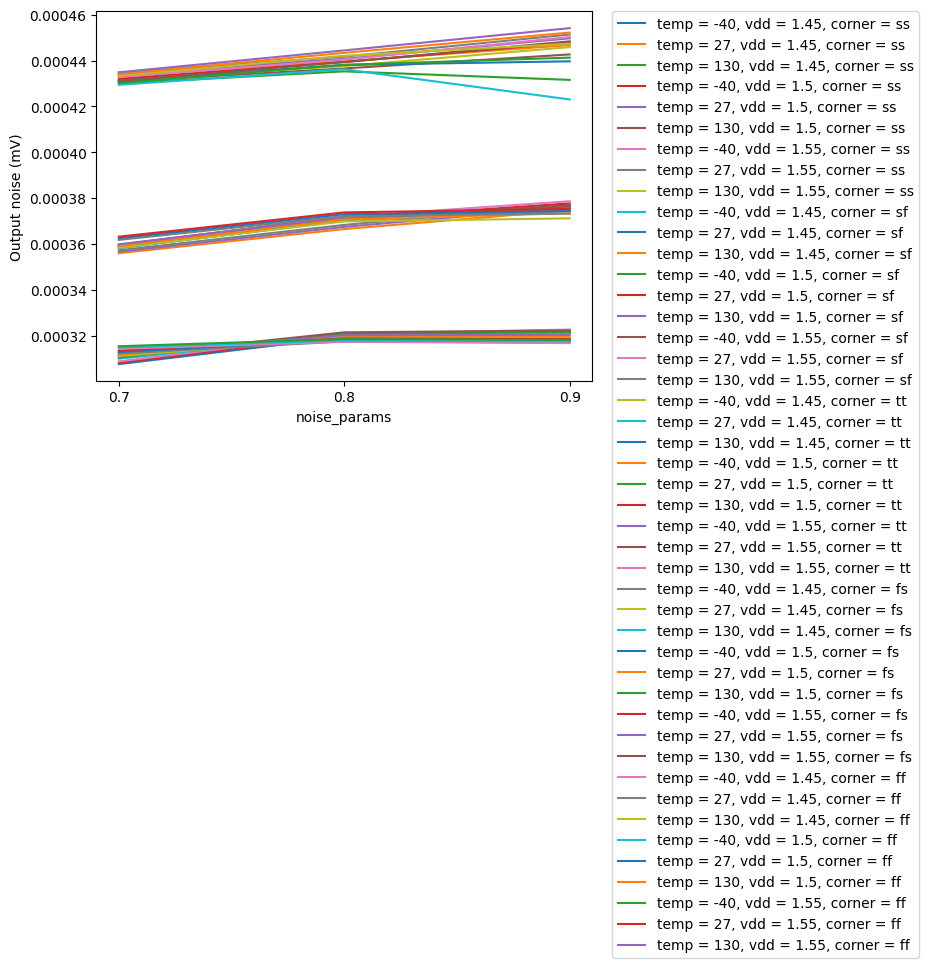 0.00046
0.00044
0.00042
0.00040
0.00038
0.00036
0.00034
0.00032
Output noise (mV)
0.7
0.8
0.9
noise_params
temp = -40, vdd = 1.45, corner = ss
temp = 27, vdd = 1.45, corner = ss
temp = 130, vdd = 1.45, corner = ss
temp = -40, vdd = 1.5, corner = ss
temp = 27, vdd = 1.5, corner = ss
temp = 130, vdd = 1.5, corner = ss
temp = -40, vdd = 1.55, corner = ss
temp = 27, vdd = 1.55, corner = ss
temp = 130, vdd = 1.55, corner = ss
temp = -40, vdd = 1.45, corner = sf
temp = 27, vdd = 1.45, corner = sf
temp = 130, vdd = 1.45, corner = sf
temp = -40, vdd = 1.5, corner = sf
temp = 27, vdd = 1.5, corner = sf
temp = 130, vdd = 1.5, corner = sf
temp = -40, vdd = 1.55, corner = sf
temp = 27, vdd = 1.55, corner = sf
temp = 130, vdd = 1.55, corner = sf
temp = -40, vdd = 1.45, corner = tt
temp = 27, vdd = 1.45, corner = tt
temp = 130, vdd = 1.45, corner = tt
temp = -40, vdd = 1.5, corner = tt
temp = 27, vdd = 1.5, corner = tt
temp = 130, vdd = 1.5, corner = tt
temp = -40, vdd = 1.55, corner = tt
temp = 27, vdd = 1.55, corner = tt
temp = 130, vdd = 1.55, corner = tt
temp = -40, vdd = 1.45, corner = fs
temp = 27, vdd = 1.45, corner = fs
temp = 130, vdd = 1.45, corner = fs
temp = -40, vdd = 1.5, corner = fs
temp = 27, vdd = 1.5, corner = fs
temp = 130, vdd = 1.5, corner = fs
temp = -40, vdd = 1.55, corner = fs
temp = 27, vdd = 1.55, corner = fs
temp = 130, vdd = 1.55, corner = fs
temp = -40, vdd = 1.45, corner = ff
temp = 27, vdd = 1.45, corner = ff
temp = 130, vdd = 1.45, corner = ff
temp = -40, vdd = 1.5, corner = ff
temp = 27, vdd = 1.5, corner = ff
temp = 130, vdd = 1.5, corner = ff
temp = -40, vdd = 1.55, corner = ff
temp = 27, vdd = 1.55, corner = ff
temp = 130, vdd = 1.55, corner = ff